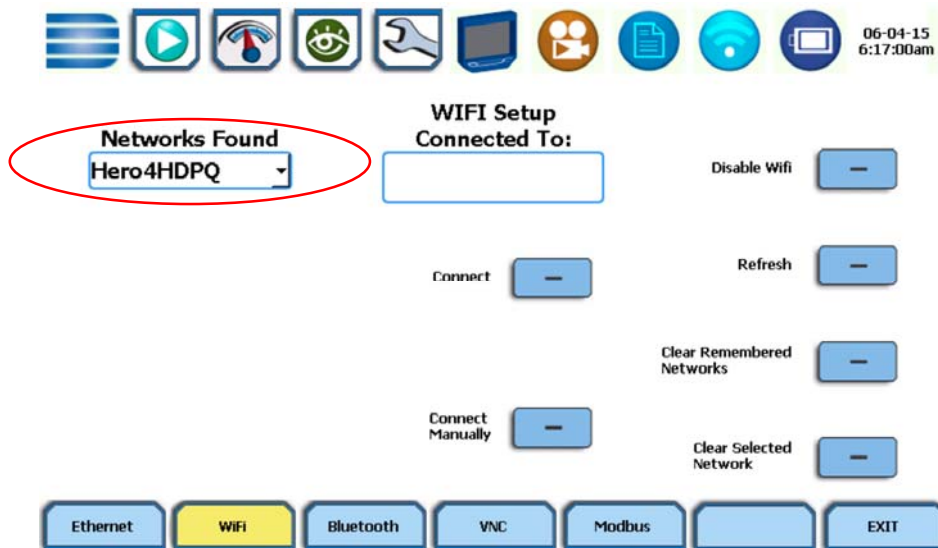 06-04-15
6:17:00am
WIFI Setup
Networks Found
Connected To:
Hero4HDPQ
Disable Wifi
Connect
Refresh
Clear Remembered
Networks
Connect
Manually
Clear Selected
Network
Ethernet
WiFi
Bluetooth
VNC
Modbus
EXIT